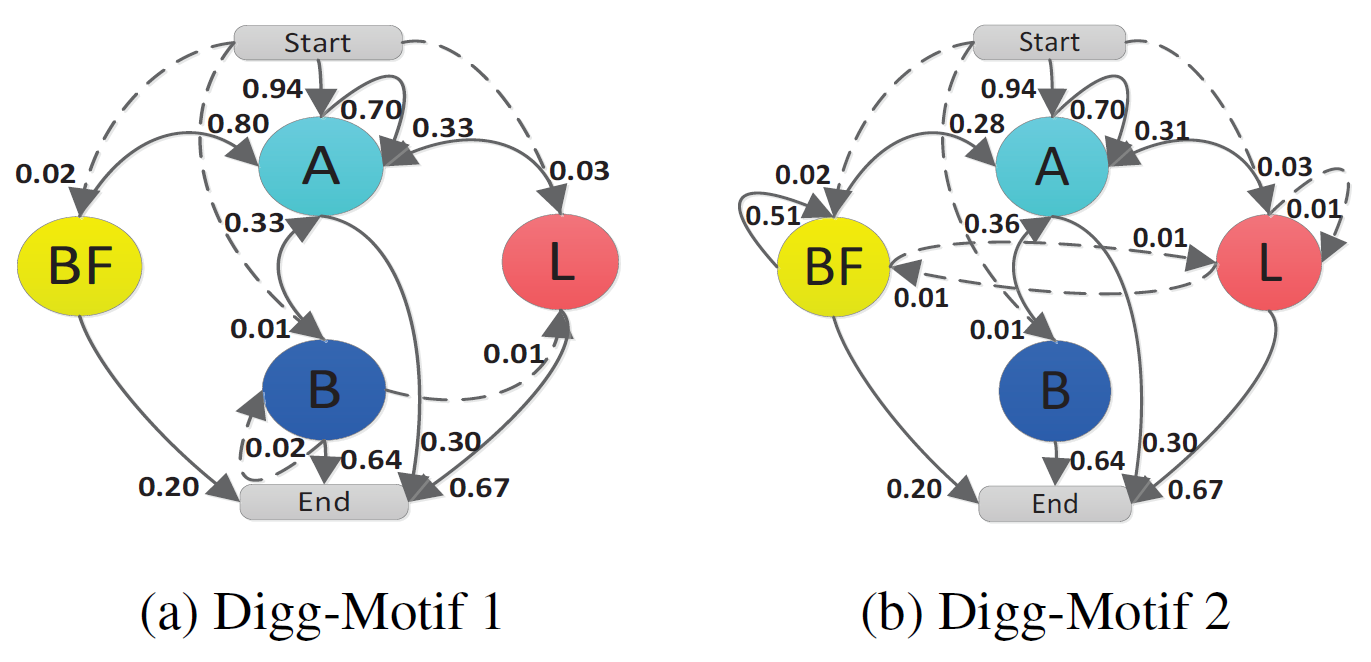 Start
0.94
0.70
0.80
0.33
A
0.02
0.03
0.33
BF
L
0.01
0.01
B
0.02
0.64
0.30
0.20
End
0.67
(a) Digg-Motif 1
Start
0.94
0.70
0.28
0.31
A
0.02
0.03
0.51
0.36
0.01
BF
0.01
L
0.01
0.01
B
0.64
0.30
0.20
End
0.67
(b) Digg-Motif 2